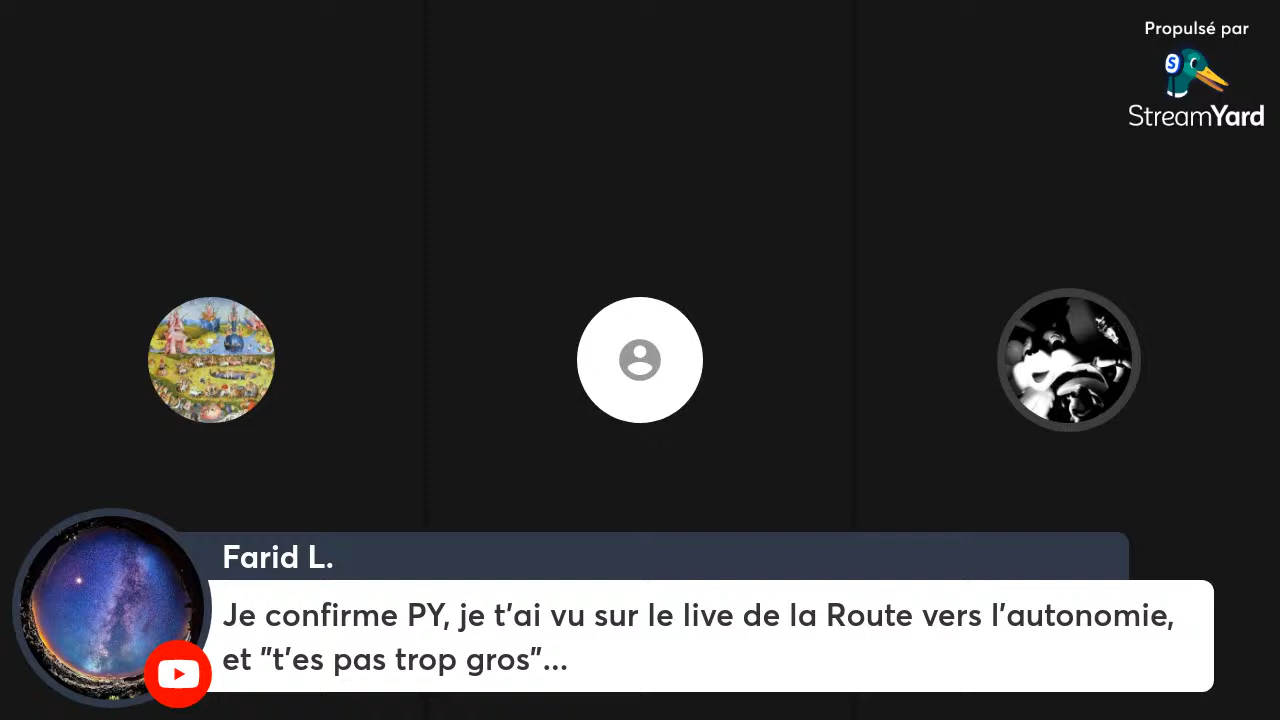 Propulsé par
StreamYard
Farid L.
Je confirme PY, je t'ai vu sur le live de la Route vers l'autonomie,
et "t'es pas trop gros"...